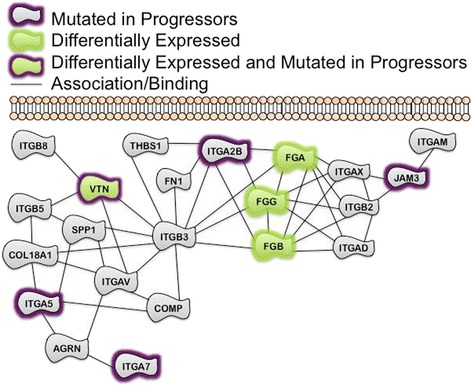 Mutated in Progressors
Differentially Expressed
Differentially Expressed and Mutated in Progressors
Association/Binding
ITGB8
THBS1
ITGA2B
FGA
ITGAM
ITGAX
JAM3
FN1
VTN
FGG
ITGB2
ITGB5
SPP1
ITGB3
FGB
ITGAD
COL18A1
ITGAV
ITGA5
COMP
AGRN
ITGA7